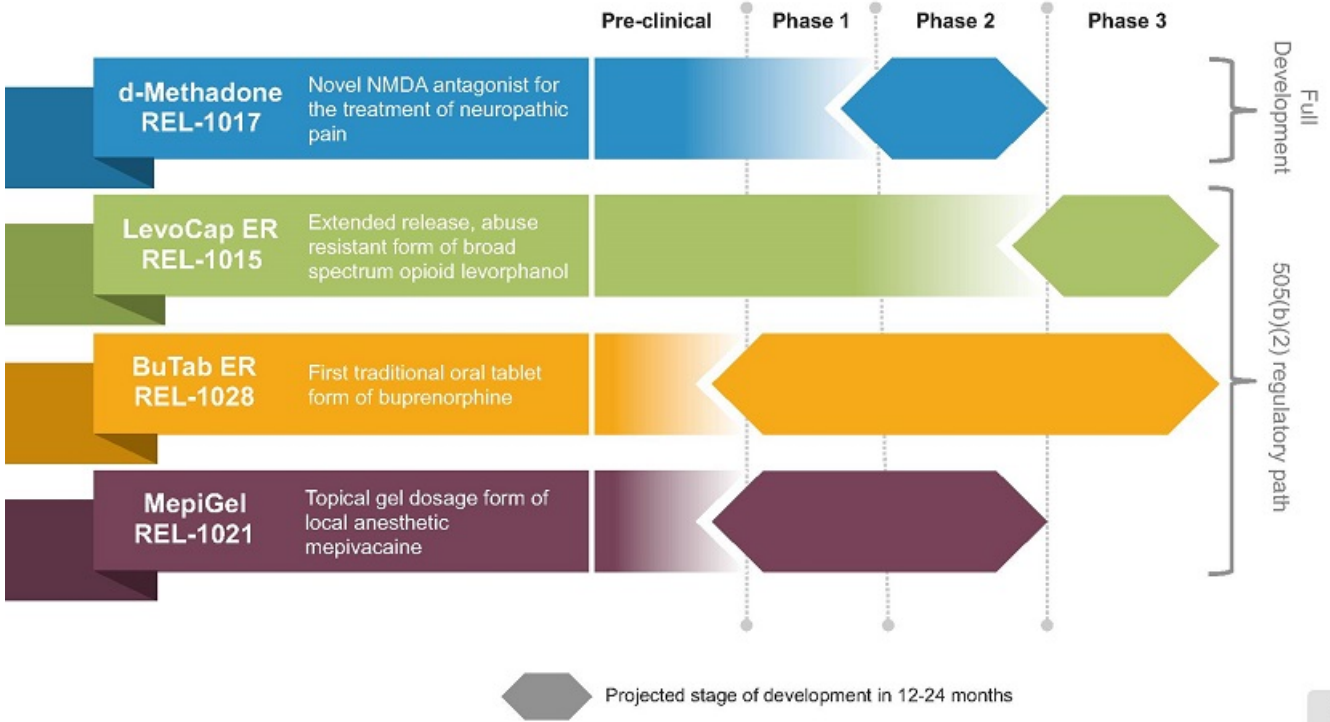 Pre-clinical
Phase 1
Phase 2
Phase 3
d-Methadone
REL-1017
Novel NMDA antagonist for
the treatment of neuropathic
pain
Full
Development
LevoCap ER
REL-1015
Extended release, abuse
resistant form of broad
spectrum opioid levorphanol
BuTab ER
REL-1028
First traditional oral tablet
form of buprenorphine
MepiGel
REL-1021
Topical gel dosage form of
local anesthetic
mepivacaine
505(b)(2) regulatory path
Projected stage of development in 12-24 months